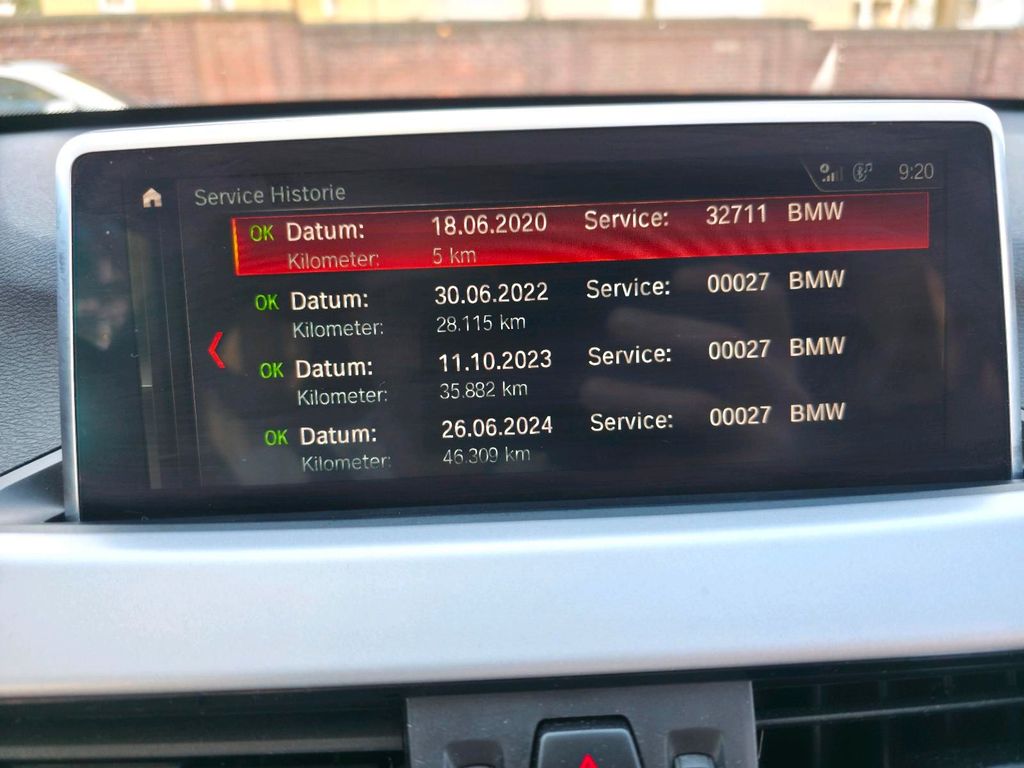 9:20
Service Historie
OK Datum: 18.06.2020 Service: 32711 BMW
Kilometer: 5 km
OK Datum: 30.06.2022 Service: 00027 BMW
Kilometer: 28.115 km
OK Datum: 11.10.2023 Service: 00027 BMW
Kilometer: 35.882 km
OK Datum: 26.06.2024 Service: 00027 BMW
Kilometer: 46.309 km